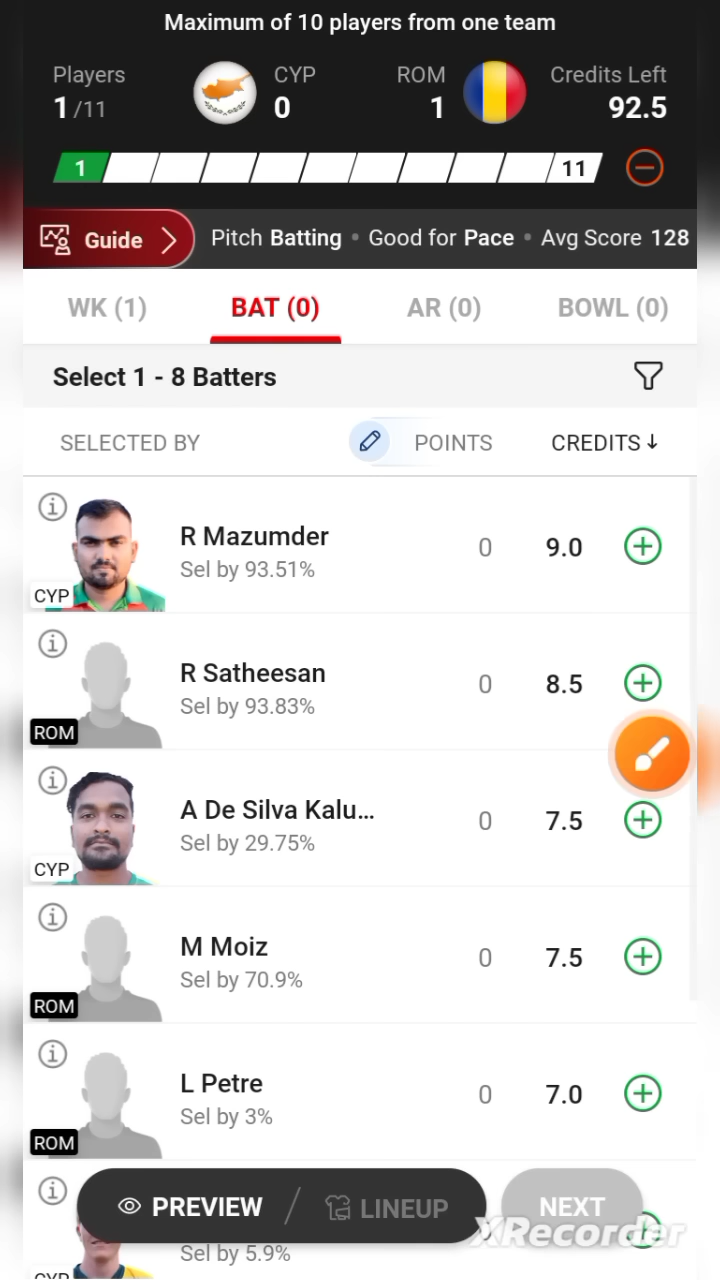 Maximum of 10 players from one team
Players CYP ROM Credits Left
1/11 0 1 92.5
1 11
Guide Pitch Batting • Good for Pace • Avg Score 128
WK (1) BAT (0) AR (0) BOWL (0)
Select 1 - 8 Batters
SELECTED BY POINTS CREDITS ↓
R Mazumder 0 9.0
Sel by 93.51%
CYP
R Satheesan 0 8.5
Sel by 93.83%
ROM
A De Silva Kalu... 0 7.5
Sel by 29.75%
CYP
M Moiz 0 7.5
Sel by 70.9%
ROM
L Petre 0 7.0
Sel by 3%
ROM
PREVIEW / LINEUP NEXT
XRecorder
Sel by 5.9%
CYP